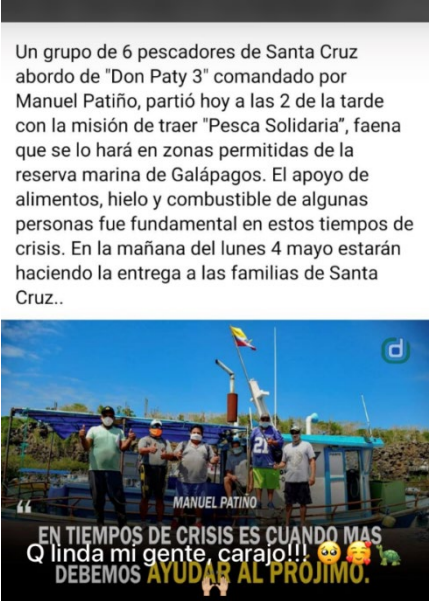 Un grupo de 6 pescadores de Santa Cruz
abordo de "Don Paty 3" comandado por
Manuel Patiño, partió hoy a las 2 de la tarde
con la misión de traer "Pesca Solidaria”, faena
que se lo hará en zonas permitidas de la
reserva marina de Galápagos. El apoyo de
alimentos, hielo y combustible de algunas
personas fue fundamental en estos tiempos de
crisis. En la mañana del lunes 4 mayo estarán
haciendo la entrega a las familias de Santa
Cruz..
d
21
“
MANUEL PATIÑO
EN TIEMPOS DE CRISIS ES CUANDO MAS
Q linda mi gente, carajo!!! 🥺🥰🐢
🙌🏼
DEBEMOS AYUDAR AL PRÓJIMO.